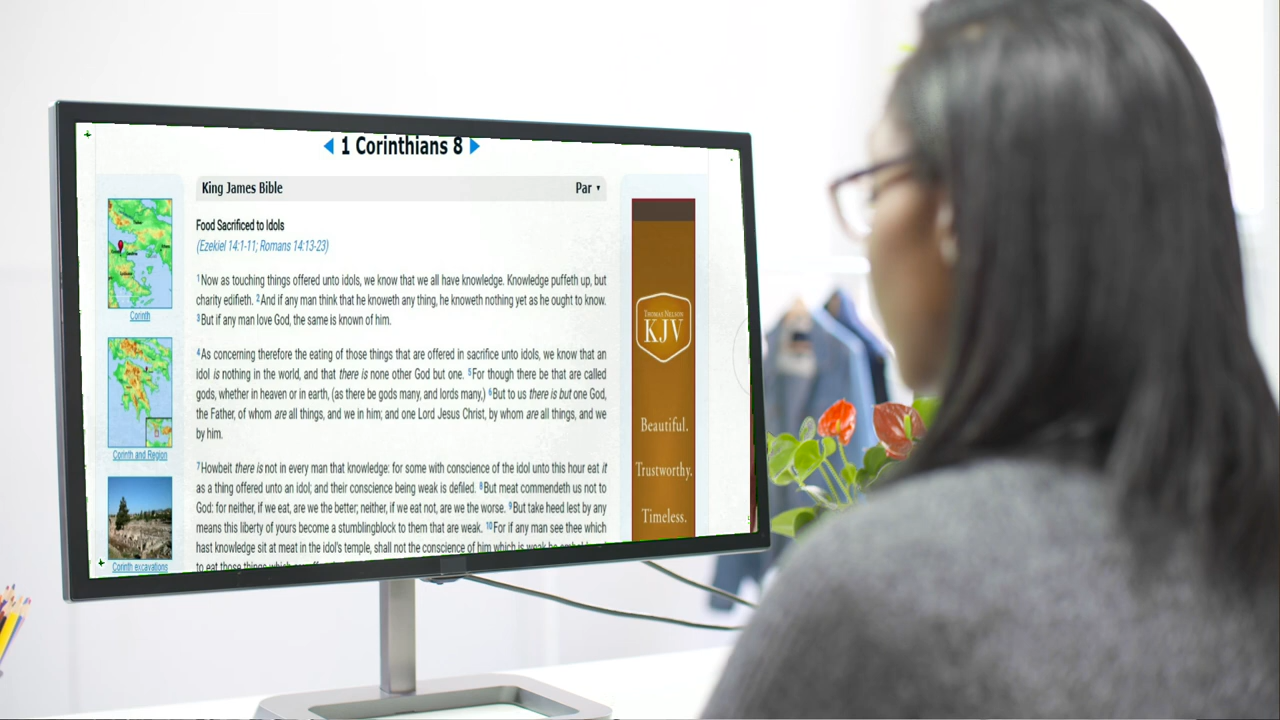 1 Corinthians 8
King James Bible
Par
Food Sacrificed to Idols
(Ezekiel 14:1-11; Romans 14:13-23)
1Now as touching things offered unto idols, we know that we all have knowledge. Knowledge puffeth up, but
charity edifieth. 2And if any man think that he knoweth any thing, he knoweth nothing yet as he ought to know.
3But if any man love God, the same is known of him.
4As concerning therefore the eating of those things that are offered in sacrifice unto idols, we know that an
idol is nothing in the world, and that there is none other God but one. 5For though there be that are called
gods, whether in heaven or in earth, (as there be gods many, and lords many,) 6But to us there is but one God,
the Father, of whom are all things, and we in him; and one Lord Jesus Christ, by whom are all things, and we
by him.
7Howbeit there is not in every man that knowledge: for some with conscience of the idol unto this hour eat it
as a thing offered unto an idol; and their conscience being weak is defiled. 8But meat commendeth us not to
God: for neither, if we eat, are we the better; neither, if we eat not, are we the worse. 9But take heed lest by any
means this liberty of yours become a stumblingblock to them that are weak. 10For if any man see thee which
hast knowledge sit at meat in the idol's temple, shall not the conscience of him which is weak be
to eat those things which
Corinth
Corinth and Region
Corinth excavations
THOMAS NELSON
KJV
Beautiful.
Trustworthy.
Timeless.